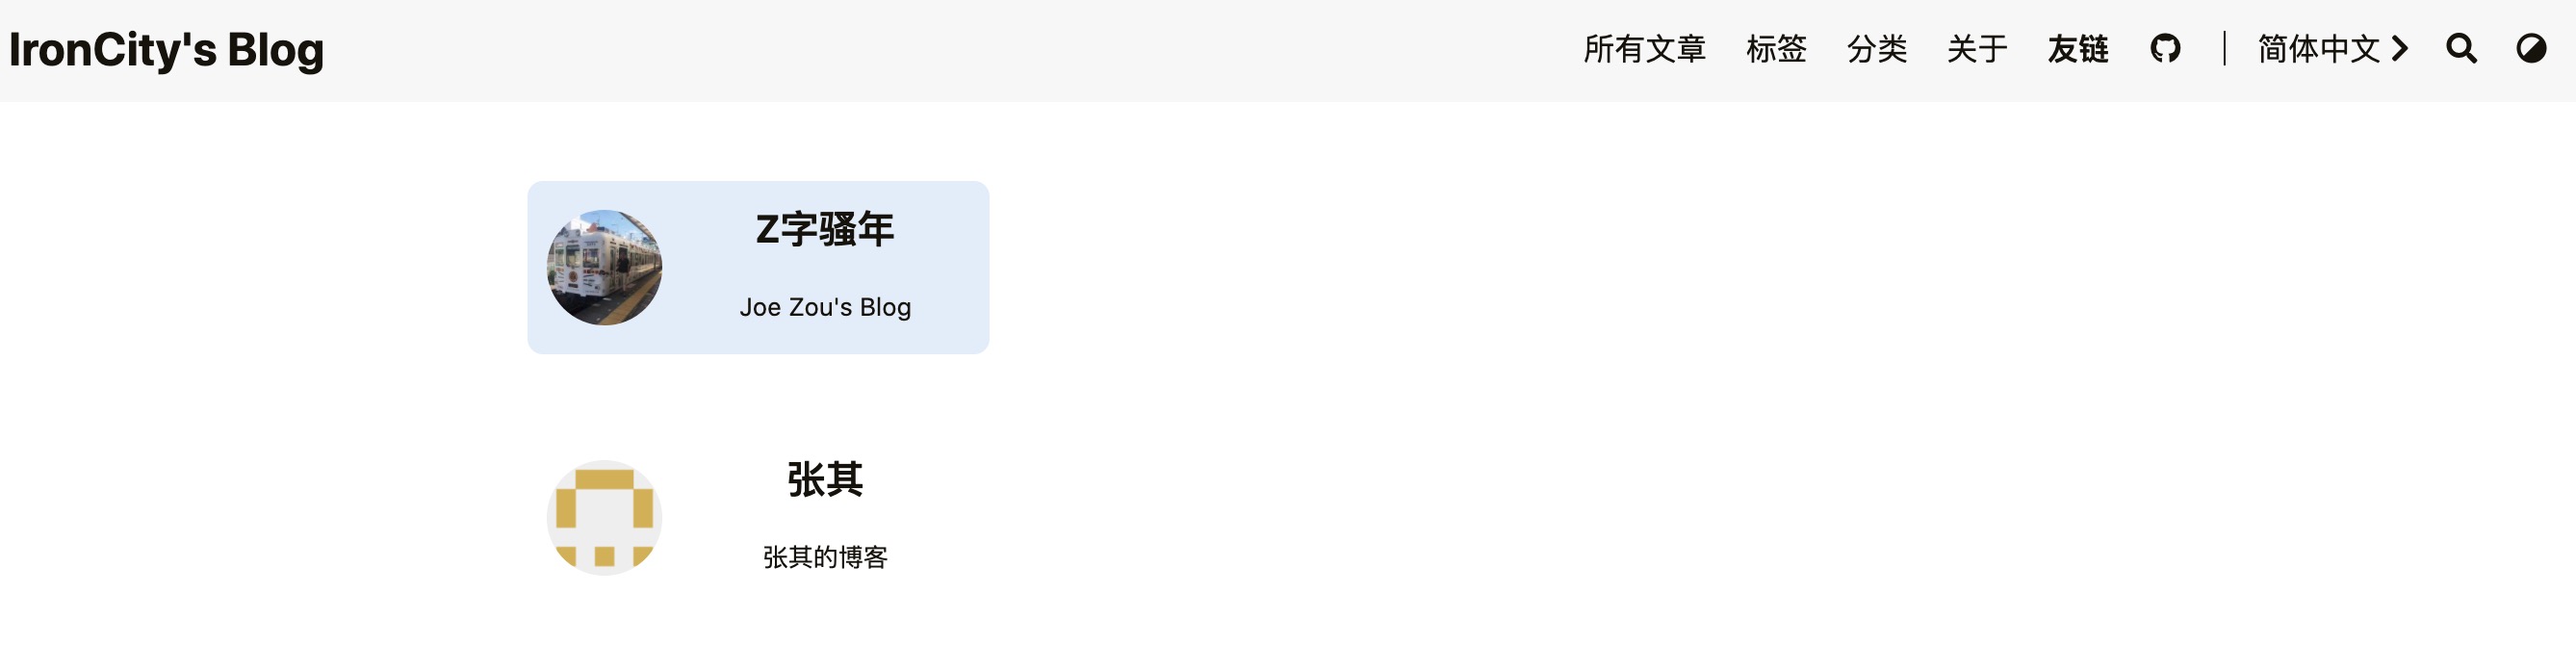 IronCity's Blog
所有文章 标签 分类 关于 友链 简体中文
Z字骚年
Joe Zou's Blog
张其
张其的博客